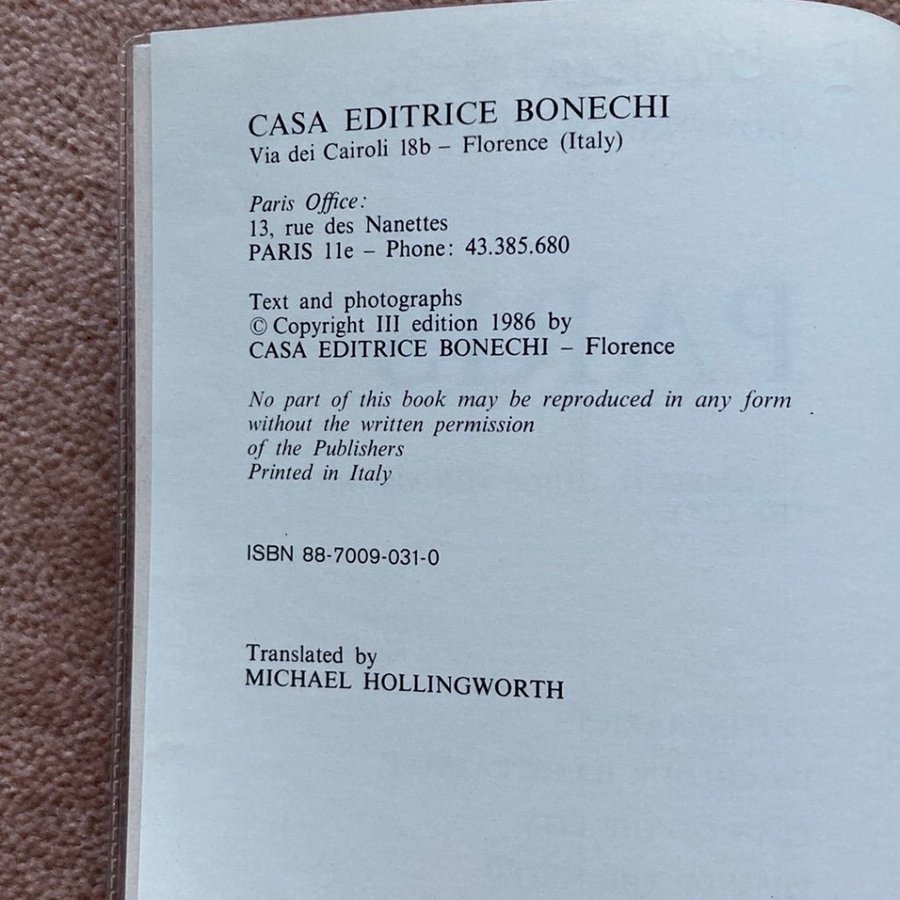 CASA EDITRICE BONECHI
Via dei Cairoli 18b – Florence (Italy)
Paris Office:
13, rue des Nanettes
PARIS 11e – Phone: 43.385.680
Text and photographs
© Copyright III edition 1986 by
CASA EDITRICE BONECHI – Florence
No part of this book may be reproduced in any form
without the written permission
of the Publishers
Printed in Italy
ISBN 88-7009-031-0
Translated by
MICHAEL HOLLINGWORTH